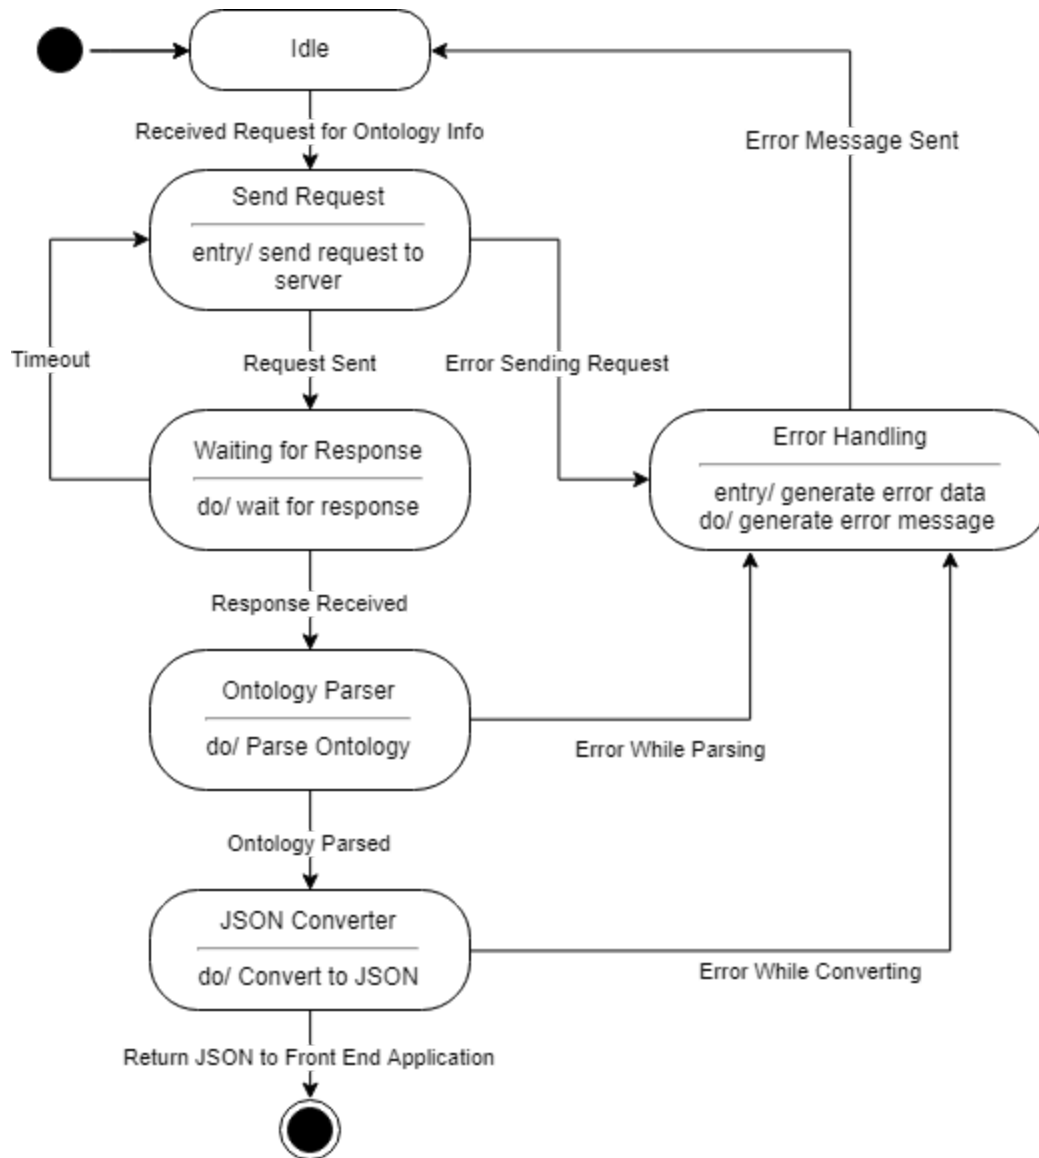 Idle
Received Request for Ontology Info
Error Message Sent
Send Request
entry/ send request to
server
Timeout
Request Sent
Error Sending Request
Waiting for Response
do/ wait for response
Error Handling
entry/ generate error data
do/ generate error message
Response Received
Ontology Parser
do/ Parse Ontology
Error While Parsing
Ontology Parsed
JSON Converter
do/ Convert to JSON
Error While Converting
Return JSON to Front End Application